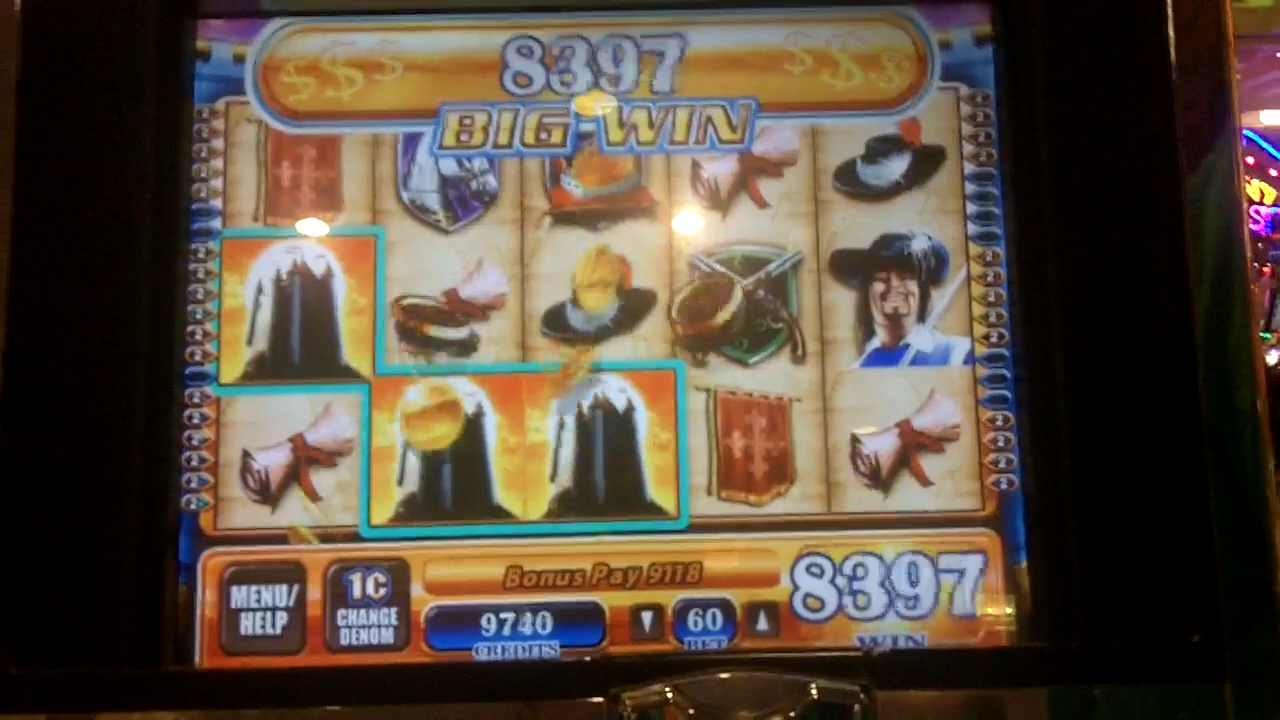 $$$ 8397 $$$
BIG WIN
Bonus Pay 9118
MENU/
HELP
1¢
CHANGE
DENOM
9740
CREDITS
60
BET
8397
WIN